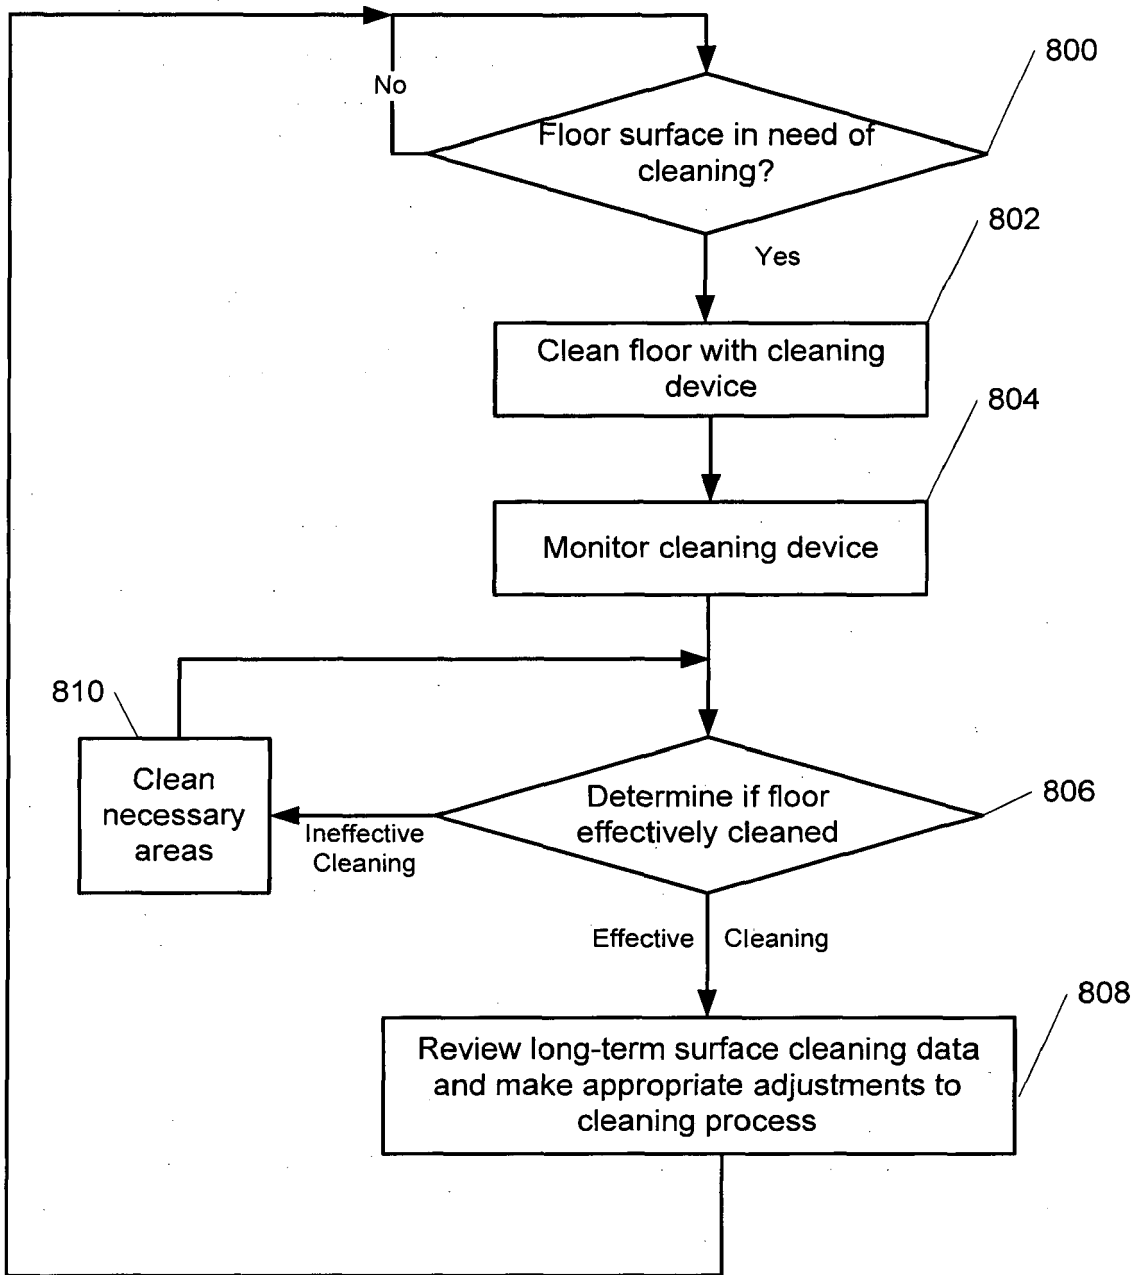 800
No
Floor surface in need of
cleaning?
802
Yes
Clean floor with cleaning
device
804
Monitor cleaning device
810
Clean
necessary
areas
Determine if floor
effectively cleaned
806
Ineffective
Cleaning
Effective Cleaning
808
Review long-term surface cleaning data
and make appropriate adjustments to
cleaning process